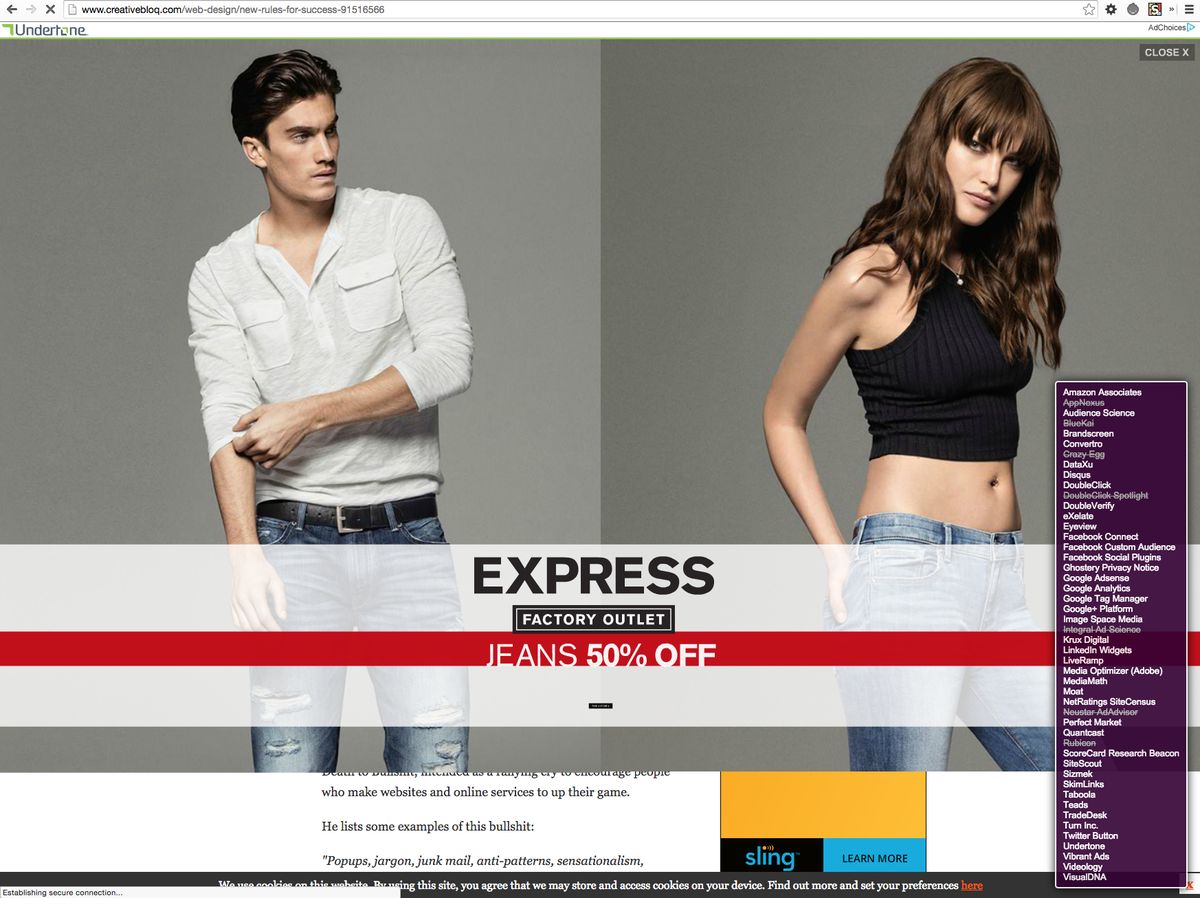 www.creativebloq.com/web-design/new-rules-for-success-91516566
Undertone
AdChoices
CLOSE X
EXPRESS
FACTORY OUTLET
JEANS 50% OFF
Amazon Associates
AppNexus
Audience Science
BlueKai
Brandscreen
Convertro
Crazy Egg
DataXu
Disqus
DoubleClick
DoubleClick Spotlight
DoubleVerify
eXelate
Eyeview
Facebook Connect
Facebook Custom Audience
Facebook Social Plugins
Ghostery Privacy Notice
Google Adsense
Google Analytics
Google Tag Manager
Google+ Platform
Image Space Media
Integral Ad Science
Krux Digital
LinkedIn Widgets
LiveRamp
Media Optimizer (Adobe)
MediaMath
Moat
NetRatings SiteCensus
Neustar AdAdvisor
Perfect Market
Quantcast
Rubicon
ScoreCard Research Beacon
SiteScout
Sizmek
SkimLinks
Taboola
Teads
TradeDesk
Turn Inc.
Twitter Button
Undertone
Vibrant Ads
Videology
VisualDNA
Death to Bullshit, intended as a rallying cry to encourage people
who make websites and online services to up their game.
He lists some examples of this bullshit:
"Popups, jargon, junk mail, anti-patterns, sensationalism,
sling
LEARN MORE
We use cookies on this website. By using this site, you agree that we may store and access cookies on your device. Find out more and set your preferences here
X
Establishing secure connection...